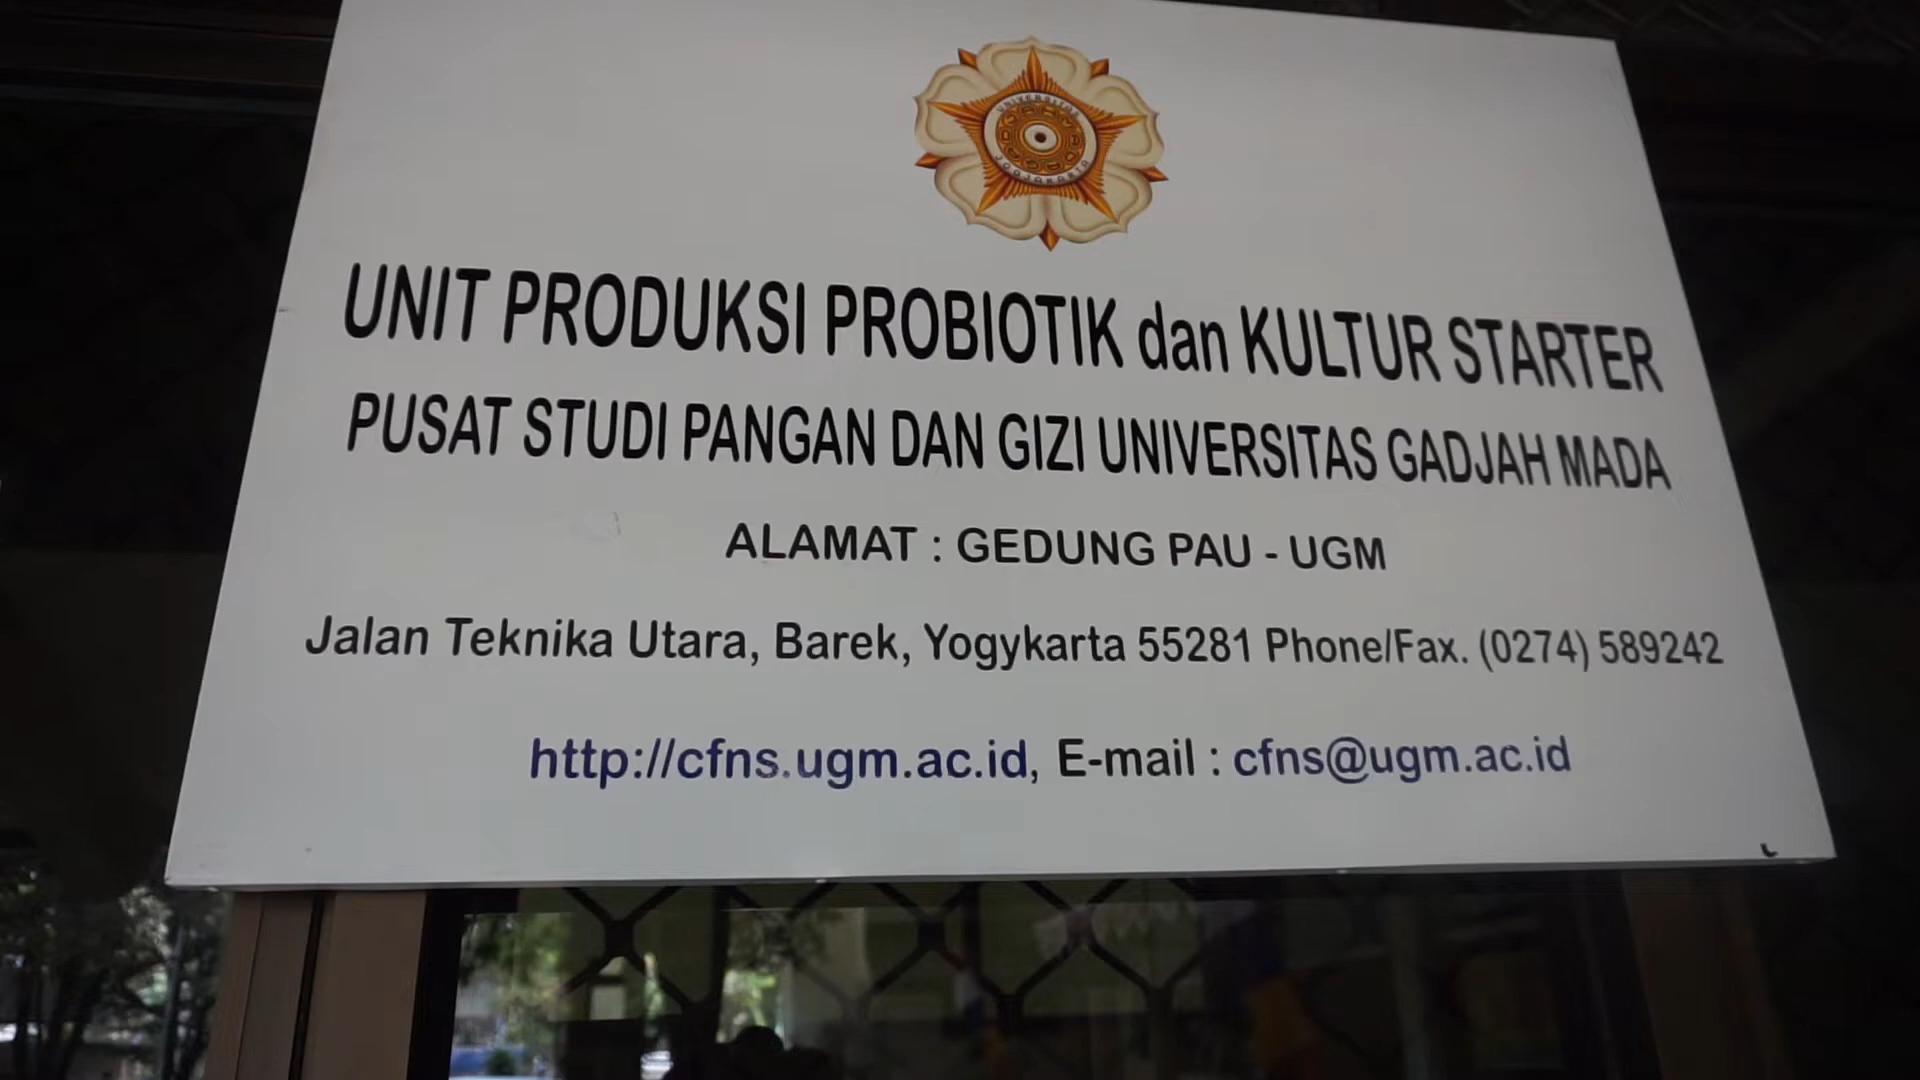 UNIVERSITAS
JOGJAKARTA
UNIT PRODUKSI PROBIOTIK dan KULTUR STARTER
PUSAT STUDI PANGAN DAN GIZI UNIVERSITAS GADJAH MADA
ALAMAT : GEDUNG PAU - UGM
Jalan Teknika Utara, Barek, Yogykarta 55281 Phone/Fax. (0274) 589242
http://cfns.ugm.ac.id, E-mail : cfns@ugm.ac.id